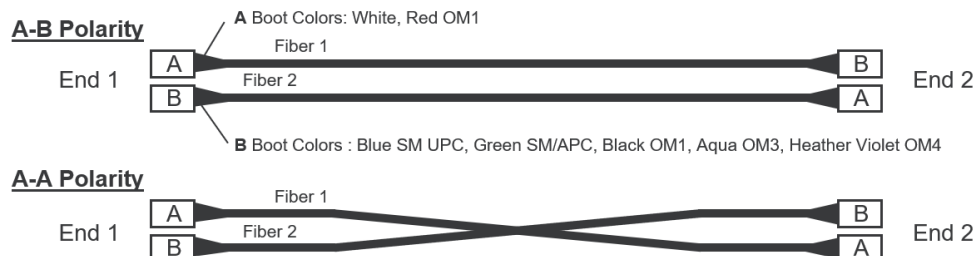 A Boot Colors: White, Red OM1
A-B Polarity
Fiber 1
A B
End 1 Fiber 2 End 2
B A
B Boot Colors : Blue SM UPC, Green SM/APC, Black OM1, Aqua OM3, Heather Violet OM4
A-A Polarity
Fiber 1
A B
End 1 Fiber 2 End 2
B A